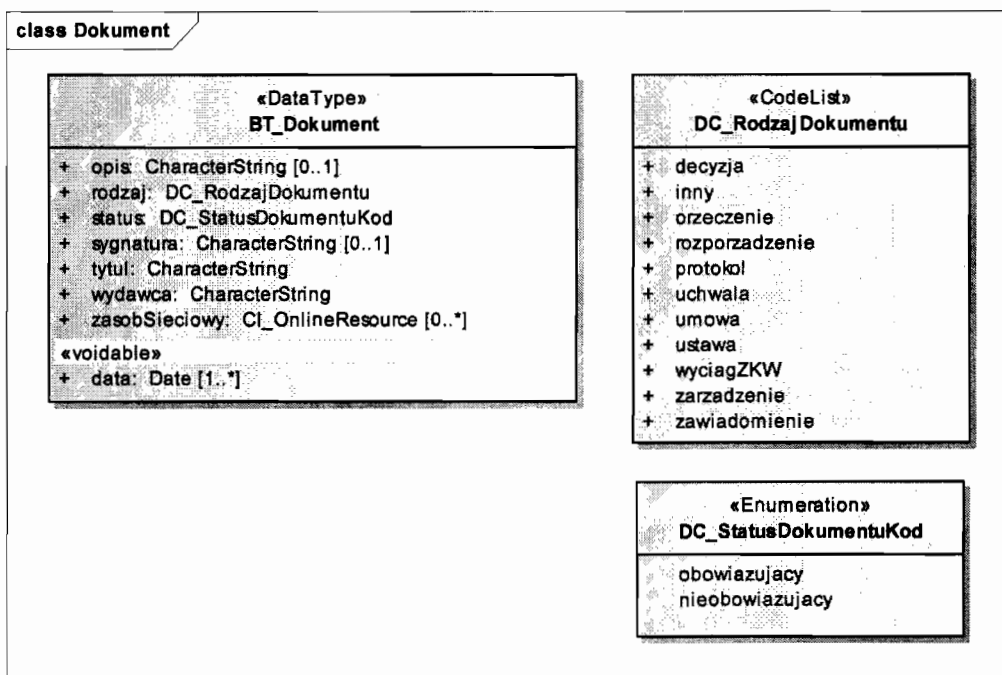 class Dokument
«DataType»
BT_Dokument
+ opis: CharacterString [0..1]
+ rodzaj: DC_RodzajDokumentu
+ status: DC_StatusDokumentuKod
+ sygnatura: CharacterString [0..1]
+ tytul: CharacterString
+ wydawca: CharacterString
+ zasobSieciowy: CI_OnlineResource [0..*]
«voidable»
+ data: Date [1..*]
«CodeList»
DC_RodzajDokumentu
+ decyzja
+ inny
+ orzeczenie
+ rozporzadzenie
+ protokol
+ uchwala
+ umowa
+ ustawa
+ wyciagZKW
+ zarzadzenie
+ zawiadomienie
«Enumeration»
DC_StatusDokumentuKod
obowiazujacy
nieobowiazujacy